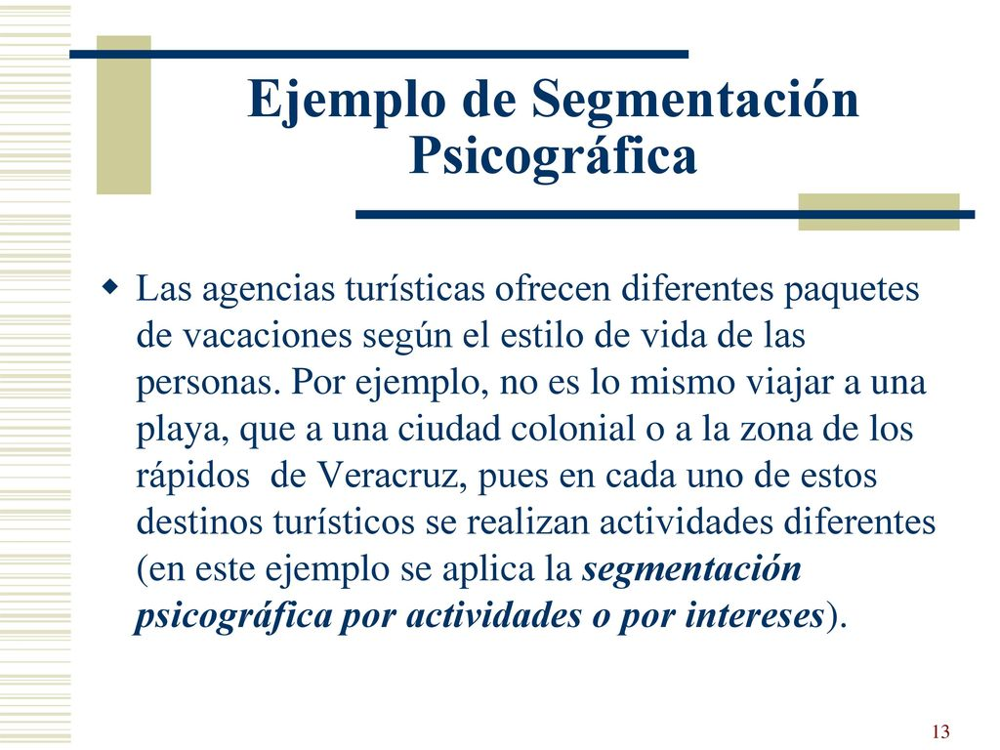 Ejemplo de Segmentación
Psicográfica
Las agencias turísticas ofrecen diferentes paquetes
de vacaciones según el estilo de vida de las
personas. Por ejemplo, no es lo mismo viajar a una
playa, que a una ciudad colonial o a la zona de los
rápidos  de Veracruz, pues en cada uno de estos
destinos turísticos se realizan actividades diferentes
(en este ejemplo se aplica la segmentación
psicográfica por actividades o por intereses).
13